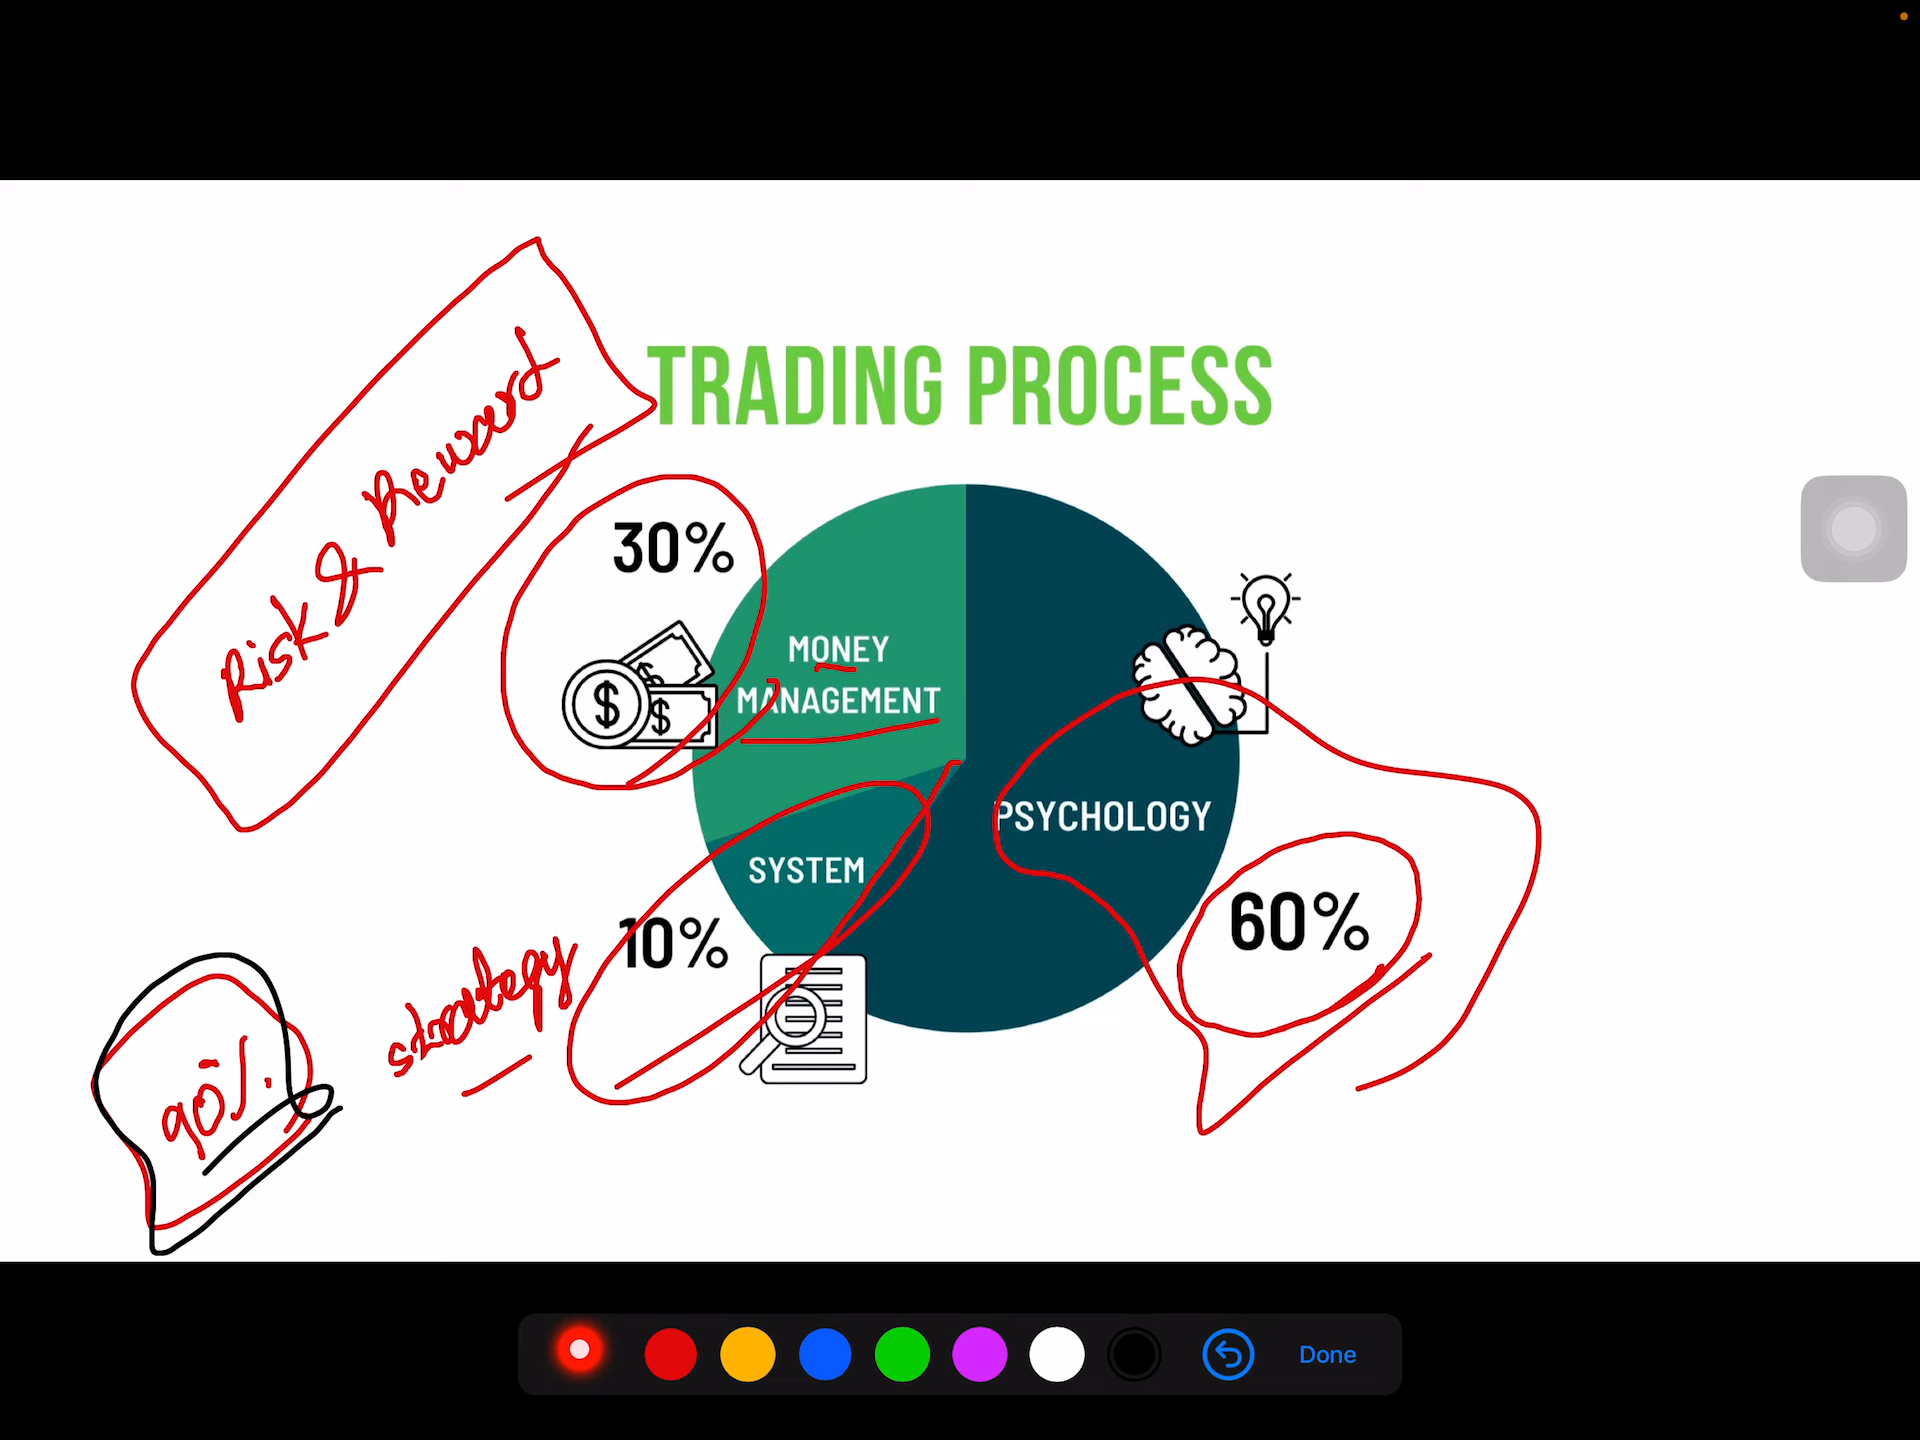 TRADING PROCESS
Risk & Reward
30%
MONEY
MANAGEMENT
PSYCHOLOGY
SYSTEM
60%
10%
strategy
90%
Done